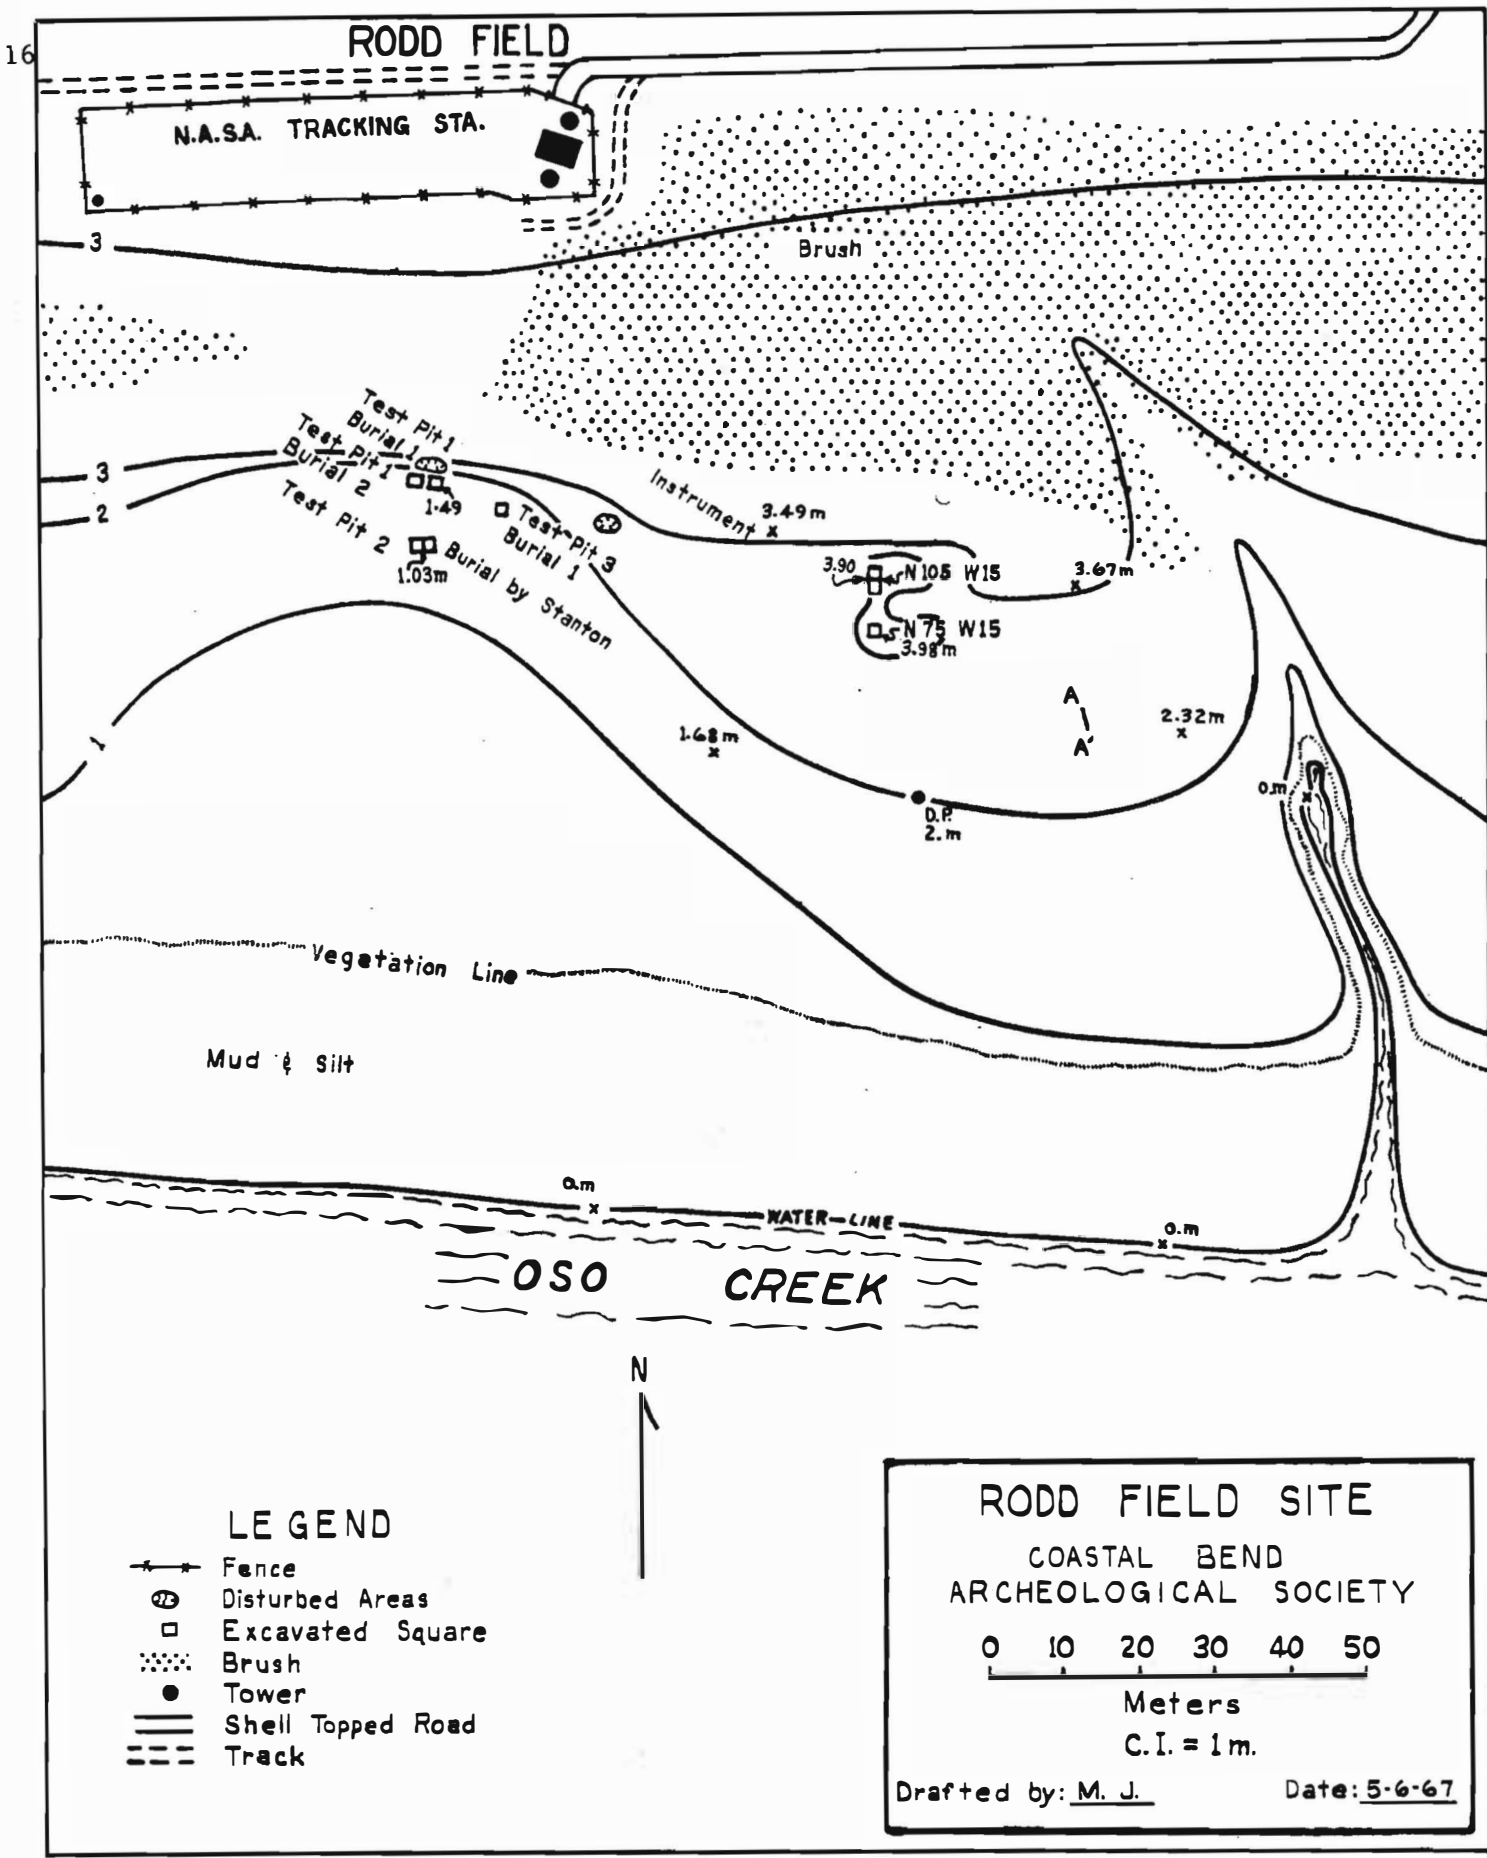 16
RODD FIELD
N.A.S.A. TRACKING STA.
3
Brush
Test Pit 1
Burial 1
Test Pit 1
Burial 2
3
2
1.49
Test Pit 2
1.03m
Burial by Stanton
Test Pit 3
Burial 1
Instrument
3.49m
3.90
N105 W15
3.67m
N75 W15
3.98m
A
A'
2.32m
1
1.68m
D.P.
2.m
o.m
Vegetation Line
Mud & Silt
o.m
WATER-LINE
o.m
OSO CREEK
N
LEGEND
Fence
Disturbed Areas
Excavated Square
Brush
Tower
Shell Topped Road
Track
RODD FIELD SITE
COASTAL BEND
ARCHEOLOGICAL SOCIETY
0 10 20 30 40 50
Meters
C.I. = 1m.
Drafted by: M. J. Date: 5-6-67